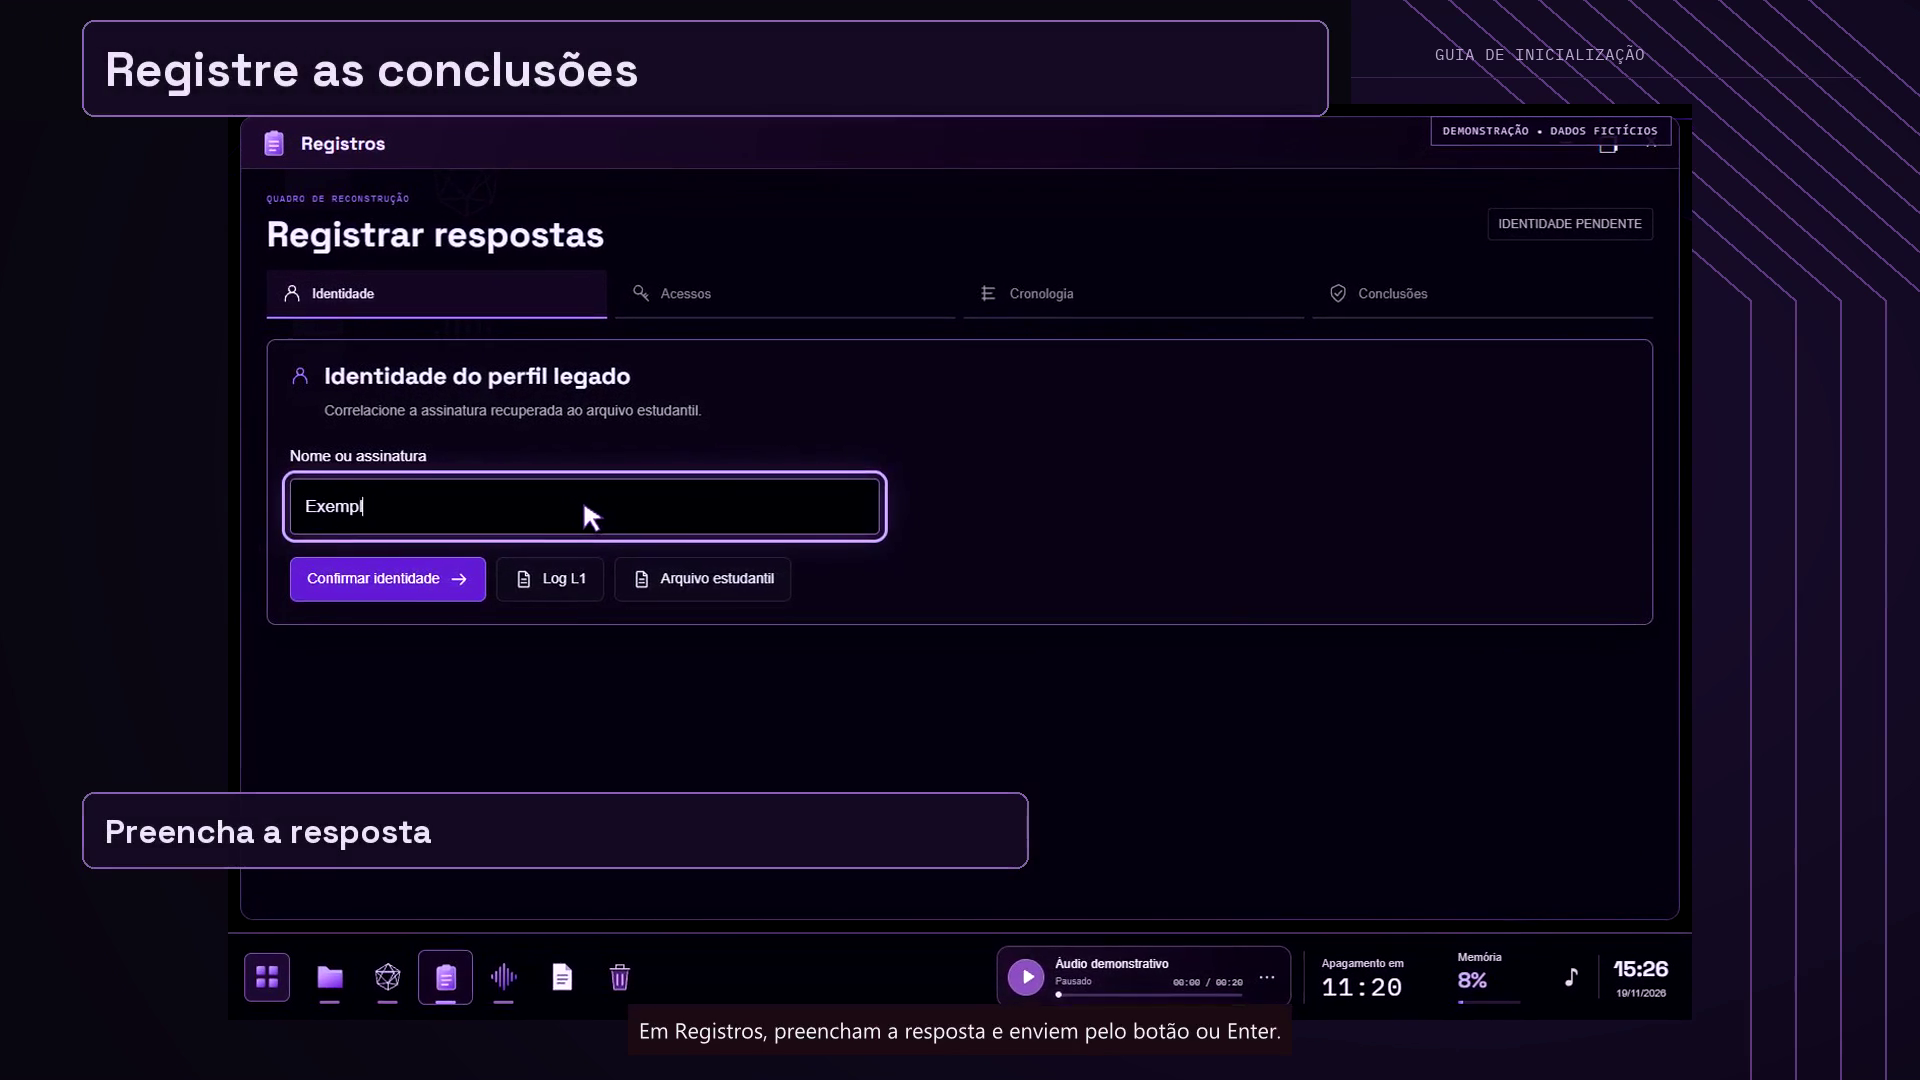 Registre as conclusões
GUIA DE INICIALIZAÇÃO
Registros
DEMONSTRAÇÃO • DADOS FICTÍCIOS
QUADRO DE RECONSTRUÇÃO
Registrar respostas
IDENTIDADE PENDENTE
Identidade
Acessos
Cronologia
Conclusões
Identidade do perfil legado
Correlacione a assinatura recuperada ao arquivo estudantil.
Nome ou assinatura
Exempl
Confirmar identidade
Log L1
Arquivo estudantil
Preencha a resposta
Áudio demonstrativo
Pausado
00:00 / 00:20
Apagamento em
11:20
Memória
8%
15:26
19/11/2026
Em Registros, preencham a resposta e enviem pelo botão ou Enter.